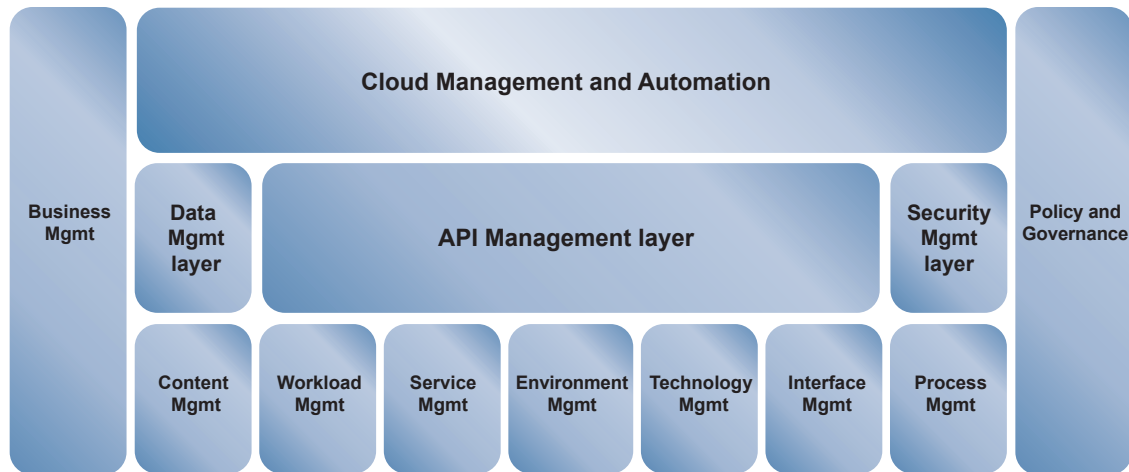 Cloud Management and Automation
Business
Mgmt
Data
Mgmt
layer
API Management layer
Security
Mgmt
layer
Policy and
Governance
Content
Mgmt
Workload
Mgmt
Service
Mgmt
Environment
Mgmt
Technology
Mgmt
Interface
Mgmt
Process
Mgmt